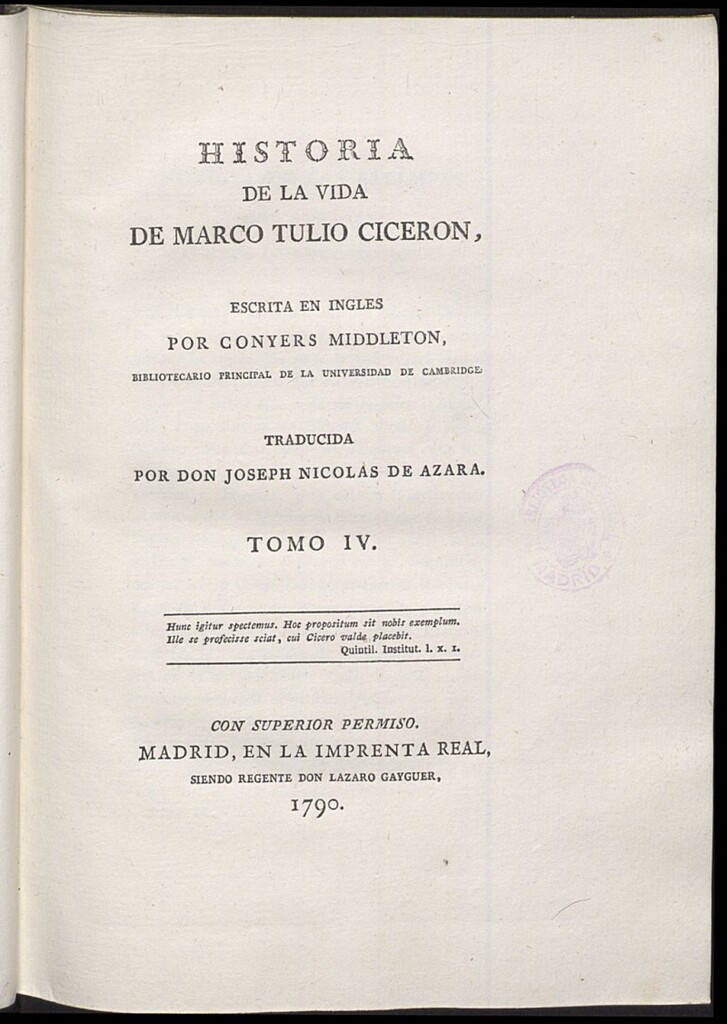 HISTORIA
DE LA VIDA
DE MARCO TULIO CICERON,
ESCRITA EN INGLES
POR CONYERS MIDDLETON,
BIBLIOTECARIO PRINCIPAL DE LA UNIVERSIDAD DE CAMBRIDGE.
TRADUCIDA
POR DON JOSEPH NICOLÁS DE AZARA.
TOMO IV.
Hunc igitur spectemus. Hoc propositum sit nobis exemplum.
Ille se profecisse sciat, cui Cicero valde placebit.
Quintil. Institut. l. x. 1.
CON SUPERIOR PERMISO.
MADRID, EN LA IMPRENTA REAL,
SIENDO REGENTE DON LAZARO GAYGUER,
1790.
MADRID